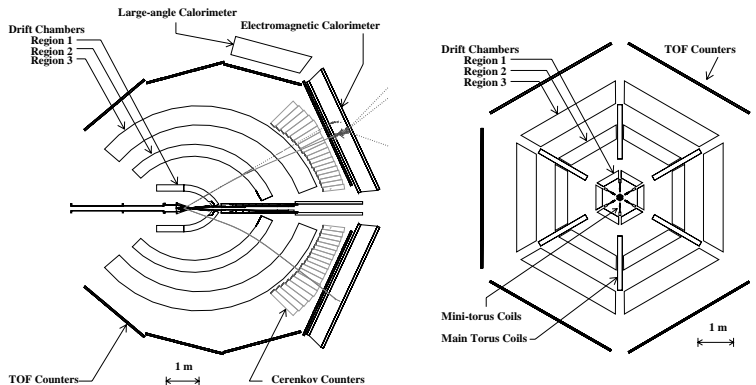 Large-angle Calorimeter
Electromagnetic Calorimeter
Drift Chambers
Region 1
Region 2
Region 3
TOF Counters
1 m
Cerenkov Counters
Drift Chambers
Region 1
Region 2
Region 3
TOF Counters
Mini-torus Coils
Main Torus Coils
1 m